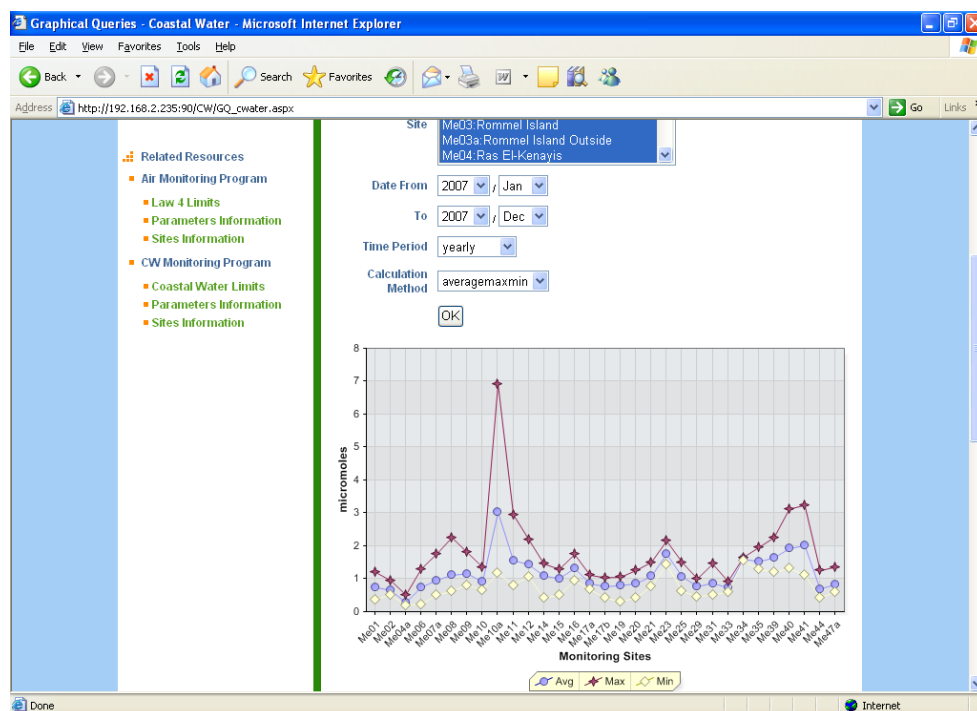 Graphical Queries - Coastal Water - Microsoft Internet Explorer
File Edit View Favorites Tools Help
Back Search Favorites
Address http://192.168.2.235:90/CW/GQ_cwater.aspx Go Links
Related Resources
Air Monitoring Program
Law 4 Limits
Parameters Information
Sites Information
CW Monitoring Program
Coastal Water Limits
Parameters Information
Sites Information
Site
Me03:Rommel Island
Me03a:Rommel Island Outside
Me04:Ras El-Kenayis
Date From 2007 / Jan
To 2007 / Dec
Time Period yearly
Calculation Method averagemaxmin
OK
8
7
6
5
4
3
2
1
0
micromoles
Me01 Me02 Me04a Me06 Me07a Me08 Me09 Me10 Me10a Me11 Me12 Me14 Me15 Me16 Me17a Me17b Me19 Me20 Me21 Me23 Me25 Me29 Me31 Me33 Me34 Me35 Me39 Me40 Me41 Me44 Me47a
Monitoring Sites
Avg Max Min
Done Internet